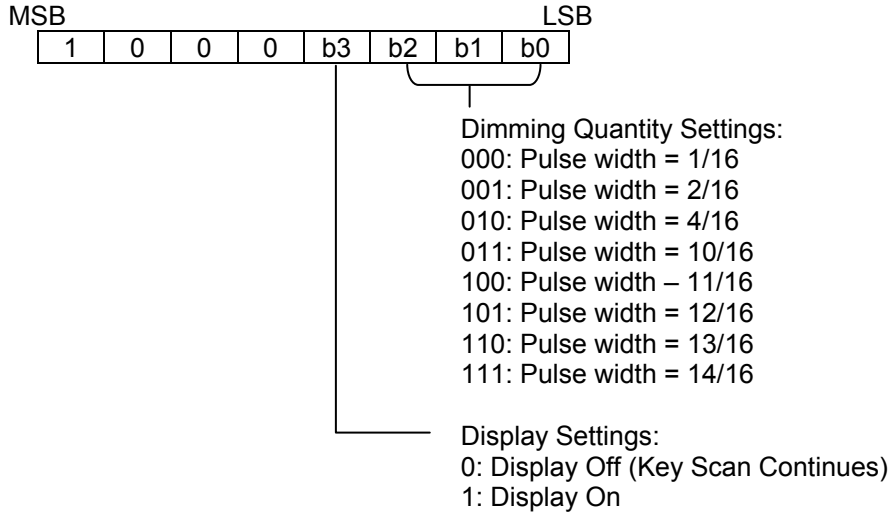 MSB LSB
1 0 0 0 b3 b2 b1 b0
Dimming Quantity Settings:
000: Pulse width = 1/16
001: Pulse width = 2/16
010: Pulse width = 4/16
011: Pulse width = 10/16
100: Pulse width – 11/16
101: Pulse width = 12/16
110: Pulse width = 13/16
111: Pulse width = 14/16
Display Settings:
0: Display Off (Key Scan Continues)
1: Display On